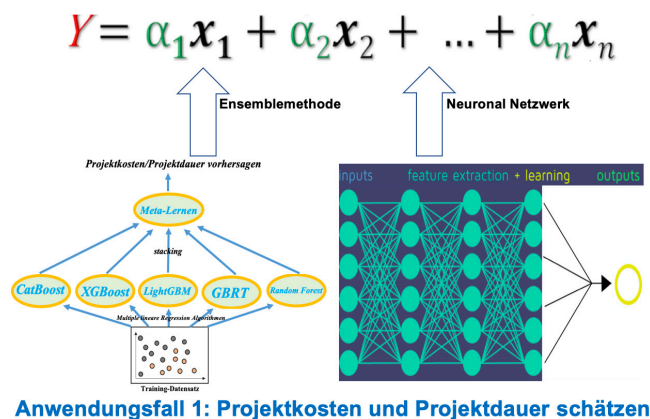 Y = α1x1 + α2x2 + ... + αnxn
Ensemblemethode
Neuronal Netzwerk
Projektkosten/Projektdauer vorhersagen
Meta-Lernen
stacking
CatBoost
XGBoost
LightGBM
GBRT
Random Forest
Multiple lineare Regression Algorithmen
Training-Datensatz
inputs
feature extraction + learning
outputs
Anwendungsfall 1: Projektkosten und Projektdauer schätzen